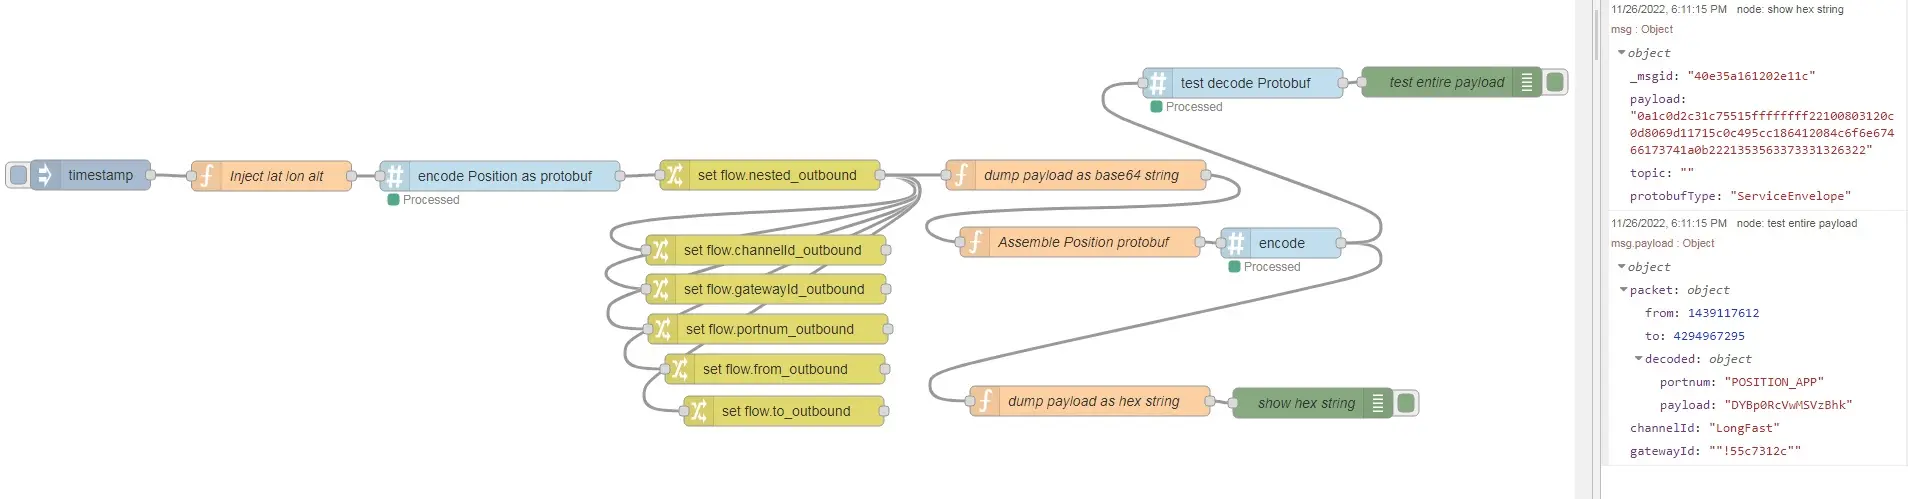 timestamp
Inject lat lon alt
encode Position as protobuf
Processed
set flow.nested_outbound
dump payload as base64 string
test decode Protobuf
Processed
test entire payload
set flow.channelId_outbound
set flow.gatewayId_outbound
set flow.portnum_outbound
set flow.from_outbound
set flow.to_outbound
Assemble Position protobuf
encode
Processed
dump payload as hex string
show hex string
11/26/2022, 6:11:15 PM node: show hex string
msg : Object
object
_msgid: "40e35a161202e11c"
payload:
"0a1c0d2c31c75515ffffffff22100803120c
0d8069d11715c0c495cc186412084c6f6e674
66173741a0b2221353563373331326322"
topic: ""
protobufType: "ServiceEnvelope"
11/26/2022, 6:11:15 PM node: test entire payload
msg.payload : Object
object
packet: object
from: 1439117612
to: 4294967295
decoded: object
portnum: "POSITION_APP"
payload: "DYBp0RcVwMSVzBhk"
channelId: "LongFast"
gatewayId: ""!55c7312c""